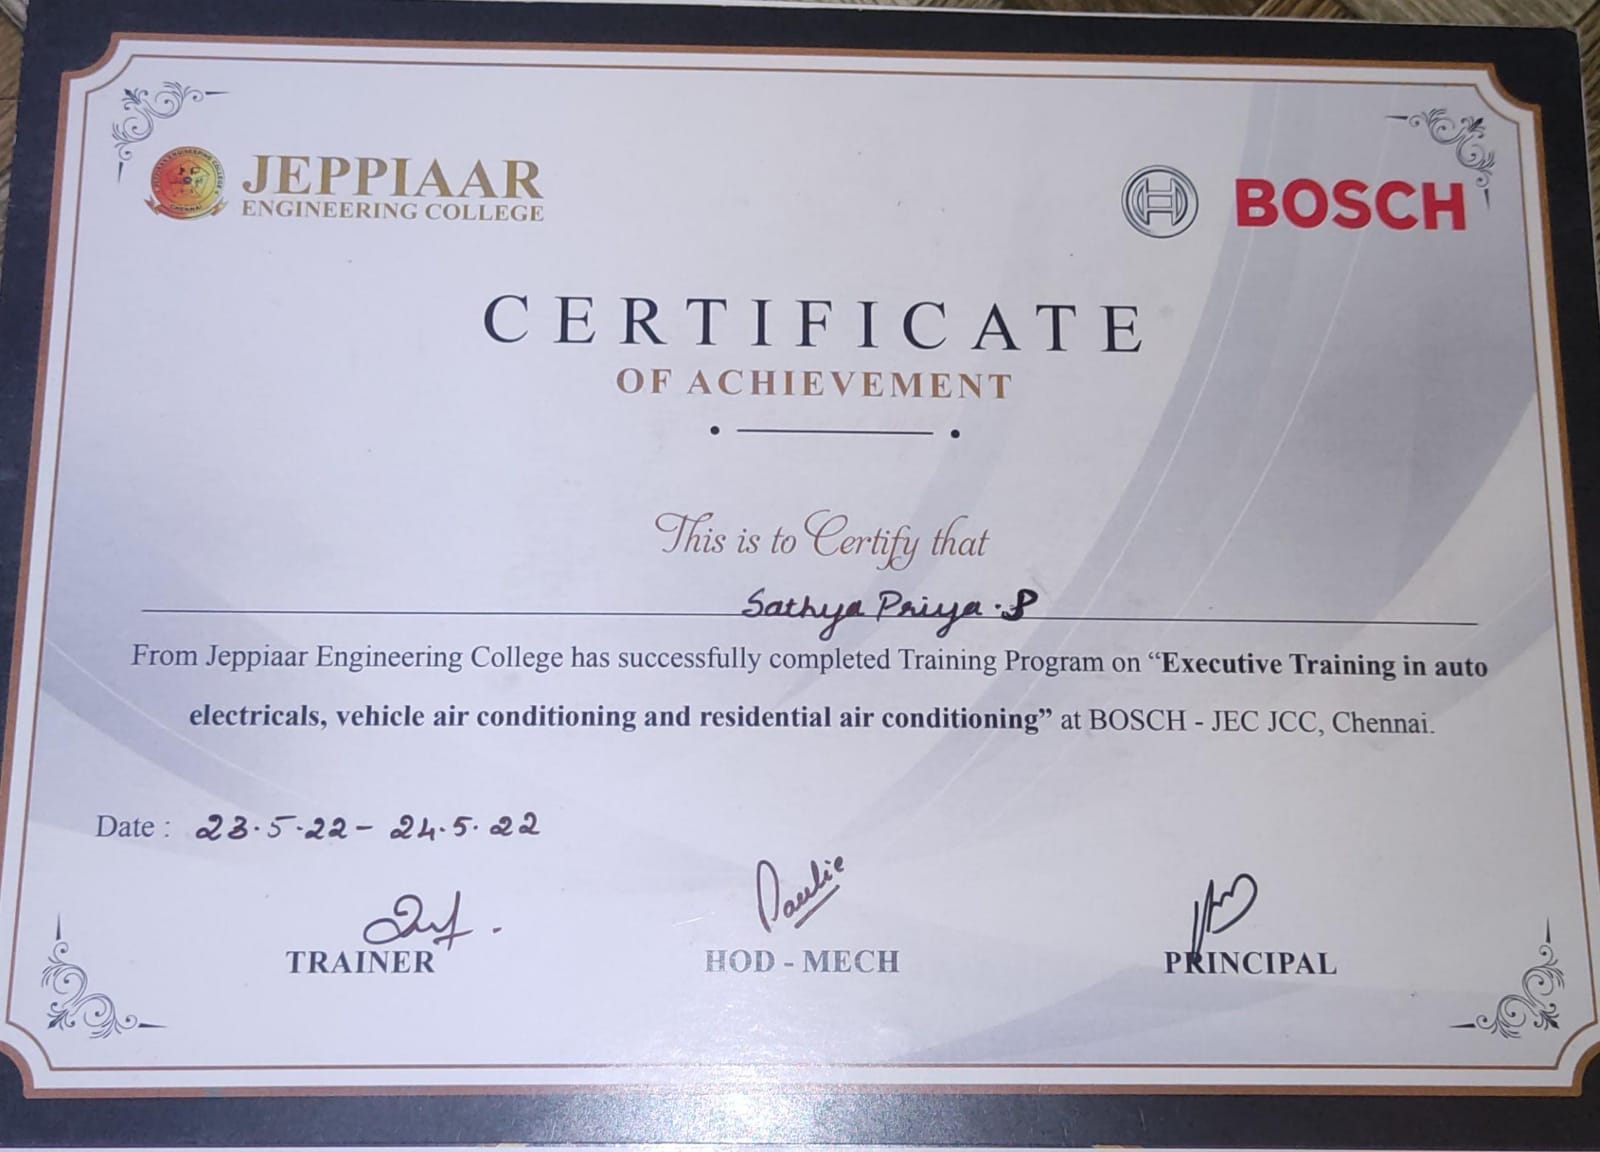 JEPPIAAR
ENGINEERING COLLEGE
BOSCH
CERTIFICATE
OF ACHIEVEMENT
This is to Certify that
Sathya Priya.S
From Jeppiaar Engineering College has successfully completed Training Program on “Executive Training in auto
electricals, vehicle air conditioning and residential air conditioning” at BOSCH - JEC JCC, Chennai.
Date : 23.5.22 - 24.5.22
TRAINER
HOD - MECH
PRINCIPAL